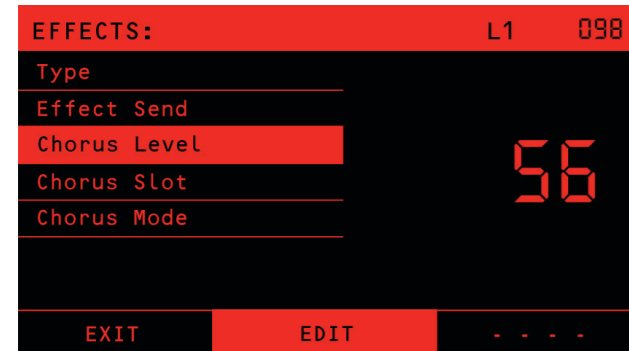 EFFECTS: L1 098
Type
Effect Send
Chorus Level
56
Chorus Slot
Chorus Mode
EXIT EDIT - - - -